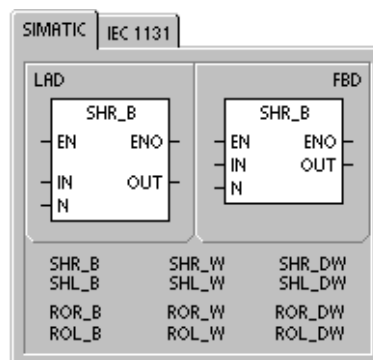 SIMATIC IEC 1131
LAD FBD
SHR_B SHR_B
EN ENO EN ENO
IN OUT IN OUT
N N
SHR_B SHR_W SHR_DW
SHL_B SHL_W SHL_DW
ROR_B ROR_W ROR_DW
ROL_B ROL_W ROL_DW